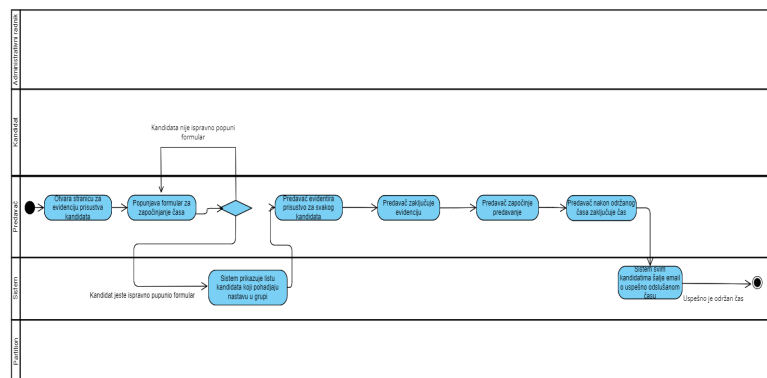 Administrativni radnik
Kandidat
Kandidata nije ispravno popuni
formular
Predavač
Otvara stranicu za
evidenciju prisustva
kandidata
Popunjava formular za
započinjanje časa
Predavač evidentira
prisustvo za svakog
kandidata
Predavač zaključuje
evidenciju
Predavač započinje
predavanje
Predavač nakon održanog
časa zaključuje čas
Sistem
Kandidat jeste ispravno pupunio formular
Sistem prikazuje listu
kandidata koji pohadjaju
nastavu u grupi
Sistem svim
kandidatima šalje email
o uspešno odslušanom
času
Uspešno je održan čas
Partition